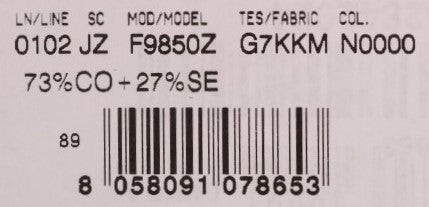 LN/LINE SC MOD/MODEL TES/FABRIC COL.
0102 JZ F9850Z G7KKM N0000
73%CO+27%SE
89
8 058091 078653